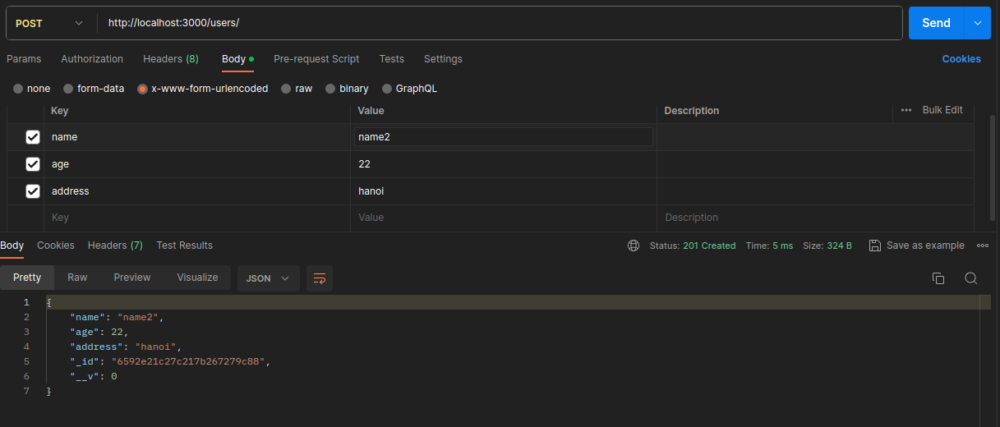 POST http://localhost:3000/users/ Send
Params Authorization Headers (8) Body Pre-request Script Tests Settings Cookies
none form-data x-www-form-urlencoded raw binary GraphQL
Key Value Description ••• Bulk Edit
name name2
age 22
address hanoi
Key Value Description
Body Cookies Headers (7) Test Results Status: 201 Created Time: 5 ms Size: 324 B Save as example •••
Pretty Raw Preview Visualize JSON
1 {
2 "name": "name2",
3 "age": 22,
4 "address": "hanoi",
5 "_id": "6592e21c27c217b267279c88",
6 "__v": 0
7 }